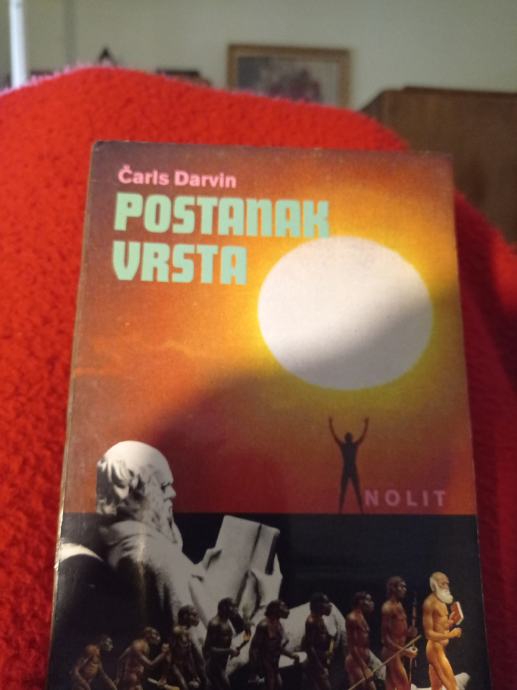 Čarls Darvin
POSTANAK
VRSTA
NOLIT